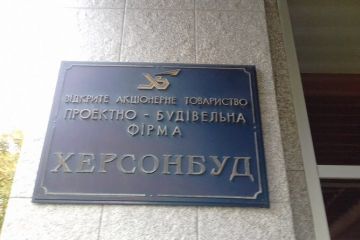 ВІДКРИТЕ АКЦІОНЕРНЕ ТОВАРИСТВО
ПРОЕКТНО - БУДІВЕЛЬНА
ФІРМА
ХЕРСОНБУД